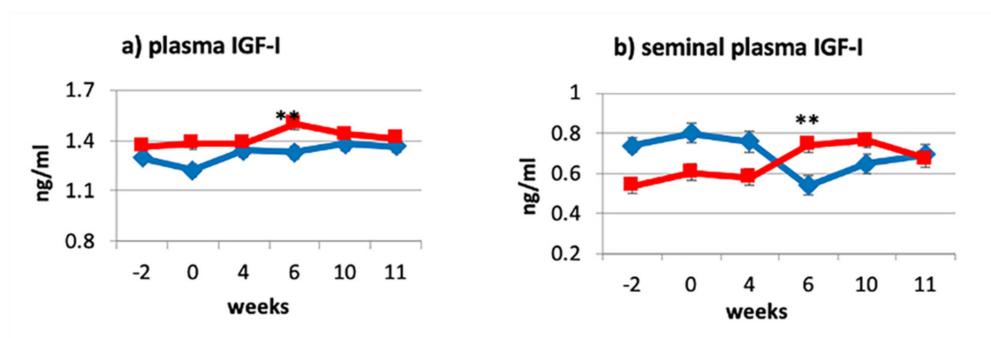 a) plasma IGF-I
ng/ml
1.7
1.4
1.1
0.8
**
-2 0 4 6 10 11
weeks
b) seminal plasma IGF-I
ng/ml
1
0.8
0.6
0.4
0.2
**
-2 0 4 6 10 11
weeks